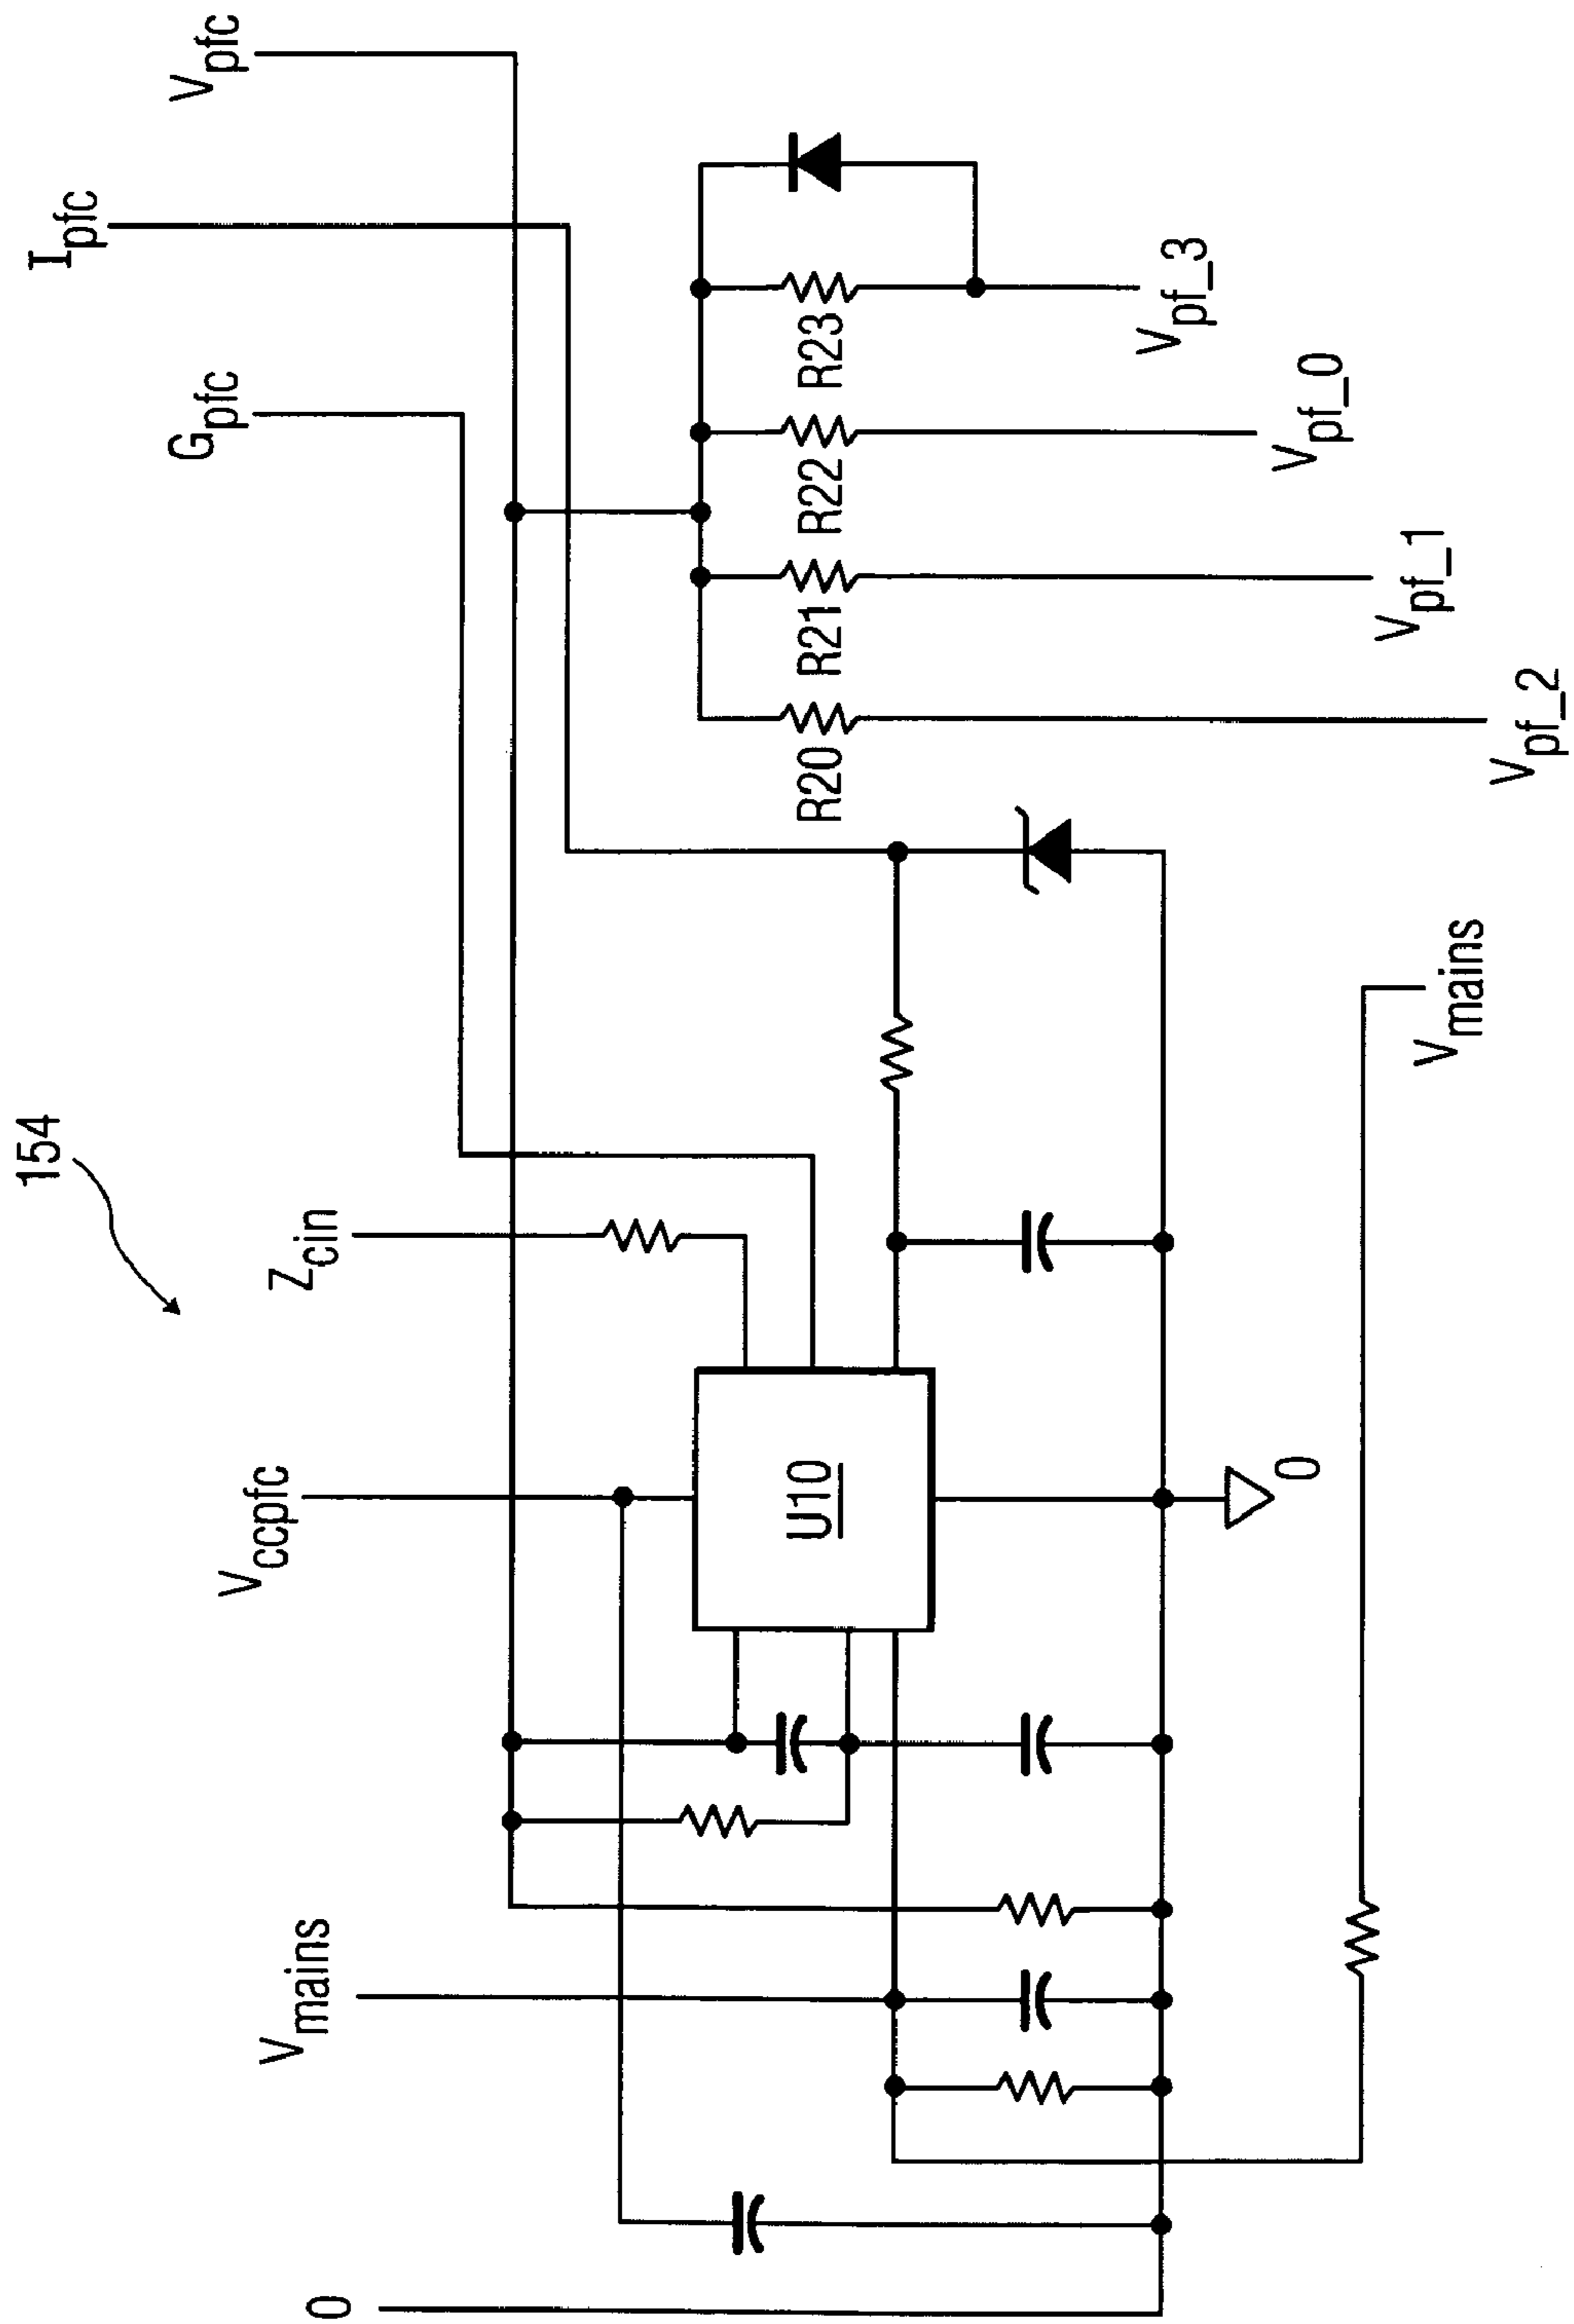 154
0
V_mains
V_ccpfc
Z_cin
G_pfc
I_pfc
V_pfc
U10
R20
R21
R22
R23
0
V_mains
V_pf_2
V_pf_1
V_pf_0
V_pf_3